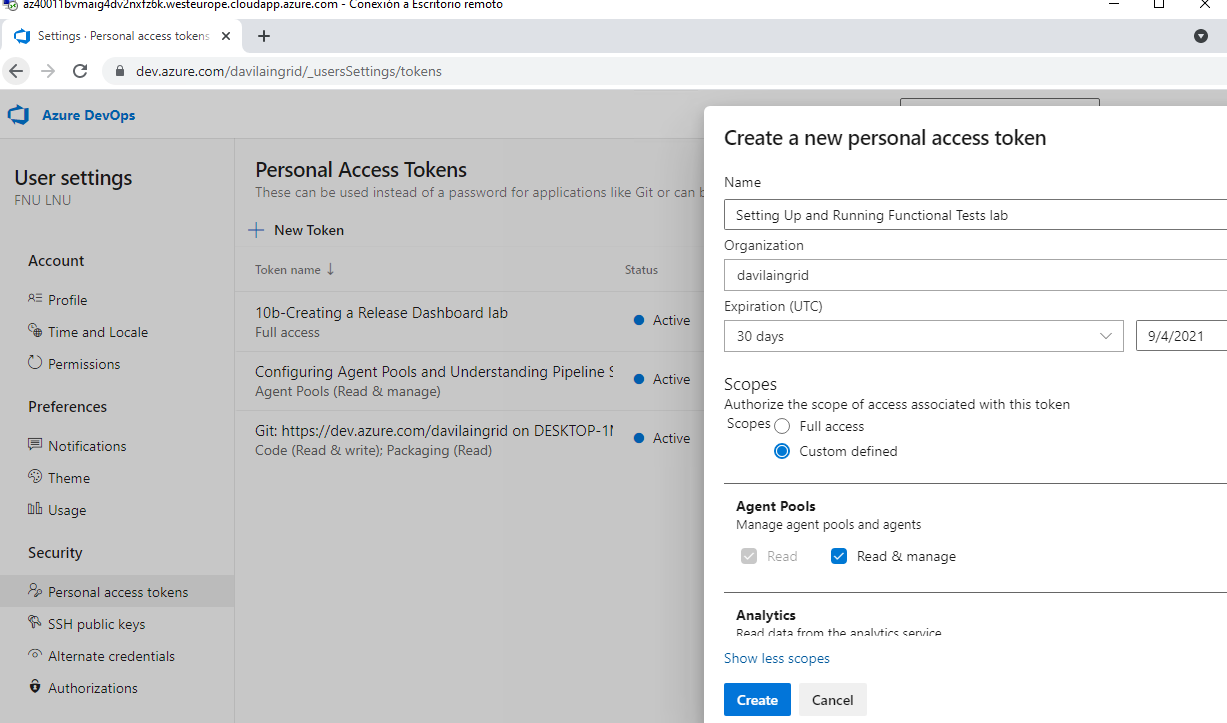 az40011bvmaig4dv2nxfz6k.westeurope.cloudapp.azure.com - Conexión a Escritorio remoto
Settings · Personal access tokens
dev.azure.com/davilaingrid/_usersSettings/tokens
Azure DevOps
User settings
FNU LNU
Account
Profile
Time and Locale
Permissions
Preferences
Notifications
Theme
Usage
Security
Personal access tokens
SSH public keys
Alternate credentials
Authorizations
Personal Access Tokens
These can be used instead of a password for applications like Git or can b
New Token
Token name
Status
10b-Creating a Release Dashboard lab
Full access
Active
Configuring Agent Pools and Understanding Pipeline S
Agent Pools (Read & manage)
Active
Git: https://dev.azure.com/davilaingrid on DESKTOP-1
Code (Read & write); Packaging (Read)
Active
Create a new personal access token
Name
Setting Up and Running Functional Tests lab
Organization
davilaingrid
Expiration (UTC)
30 days
9/4/2021
Scopes
Authorize the scope of access associated with this token
Scopes Full access
Custom defined
Agent Pools
Manage agent pools and agents
Read Read & manage
Analytics
Read data from the analytics service
Show less scopes
Create Cancel